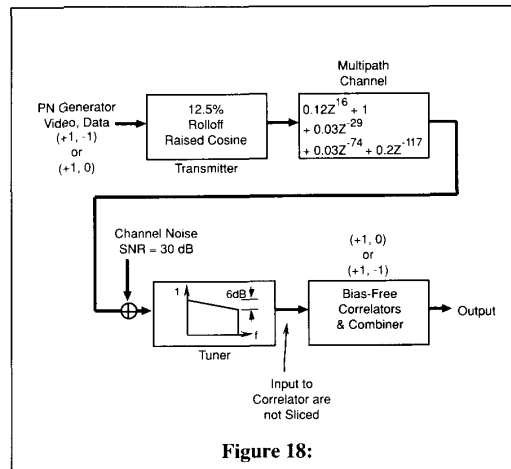 Multipath
Channel
PN Generator
Video, Data
(+1, -1)
or
(+1, 0)
12.5%
Rolloff
Raised Cosine
Transmitter
0.12Z^16 + 1
+ 0.03Z^-29
+ 0.03Z^-74 + 0.2Z^-117
Channel Noise
SNR = 30 dB
1
6dB
f
Tuner
(+1, 0)
or
(+1, -1)
Bias-Free
Correlators
& Combiner
Output
Input to
Correlator are
not Sliced
Figure 18: